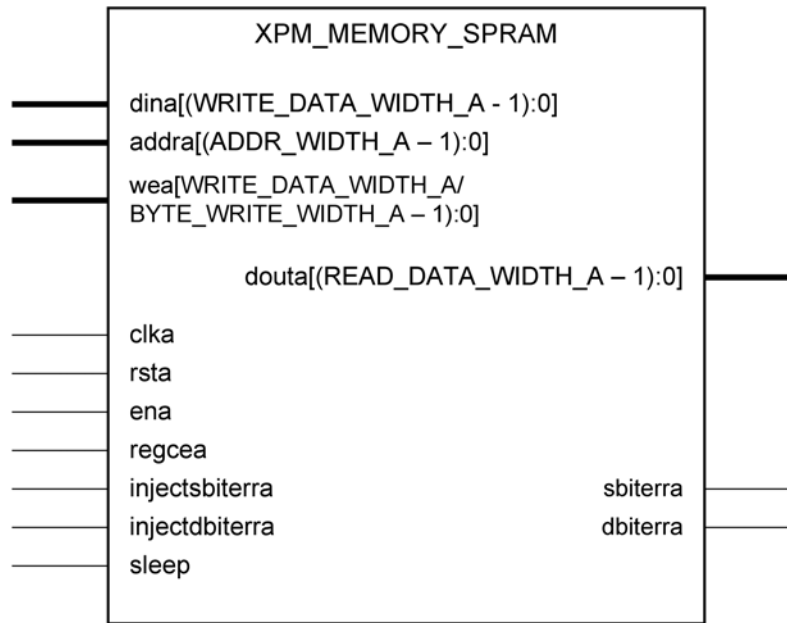 XPM_MEMORY_SPRAM
dina[(WRITE_DATA_WIDTH_A - 1):0]
addra[(ADDR_WIDTH_A – 1):0]
wea[WRITE_DATA_WIDTH_A/
BYTE_WRITE_WIDTH_A – 1):0]
douta[(READ_DATA_WIDTH_A – 1):0]
clka
rsta
ena
regcea
injectsbiterra
sbiterra
injectdbiterra
dbiterra
sleep